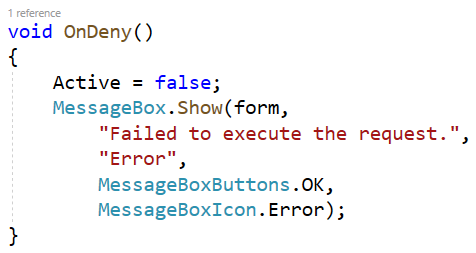 1 reference
void OnDeny()
{
    Active = false;
    MessageBox.Show(form,
        "Failed to execute the request.",
        "Error",
        MessageBoxButtons.OK,
        MessageBoxIcon.Error);
}